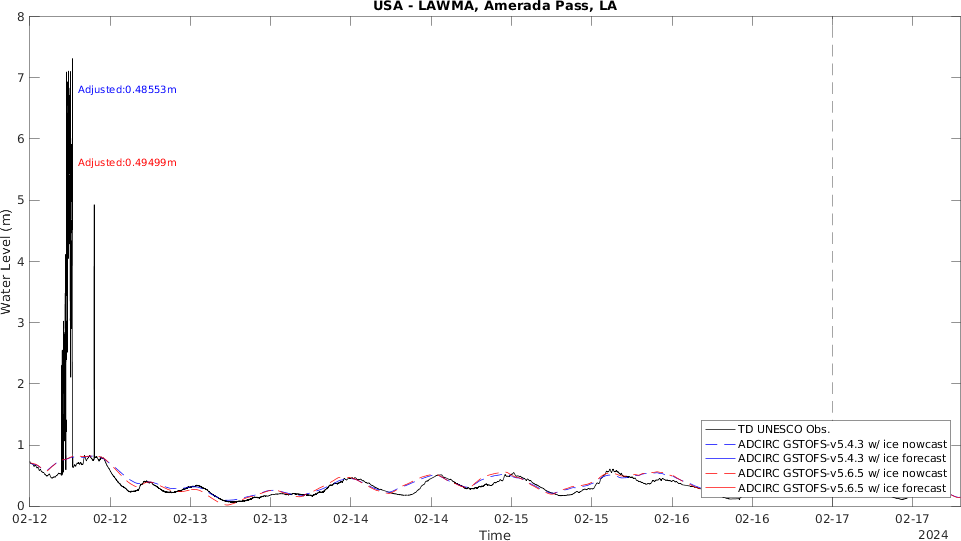 USA - LAWMA, Amerada Pass, LA
8
7
6
5
4
3
2
1
0
Water Level (m)
Adjusted:0.48553m
Adjusted:0.49499m
TD UNESCO Obs.
ADCIRC GSTOFS-v5.4.3 w/ ice nowcast
ADCIRC GSTOFS-v5.4.3 w/ ice forecast
ADCIRC GSTOFS-v5.6.5 w/ ice nowcast
ADCIRC GSTOFS-v5.6.5 w/ ice forecast
02-12 02-12 02-13 02-13 02-14 02-14 02-15 02-15 02-16 02-16 02-17 02-17
Time
2024